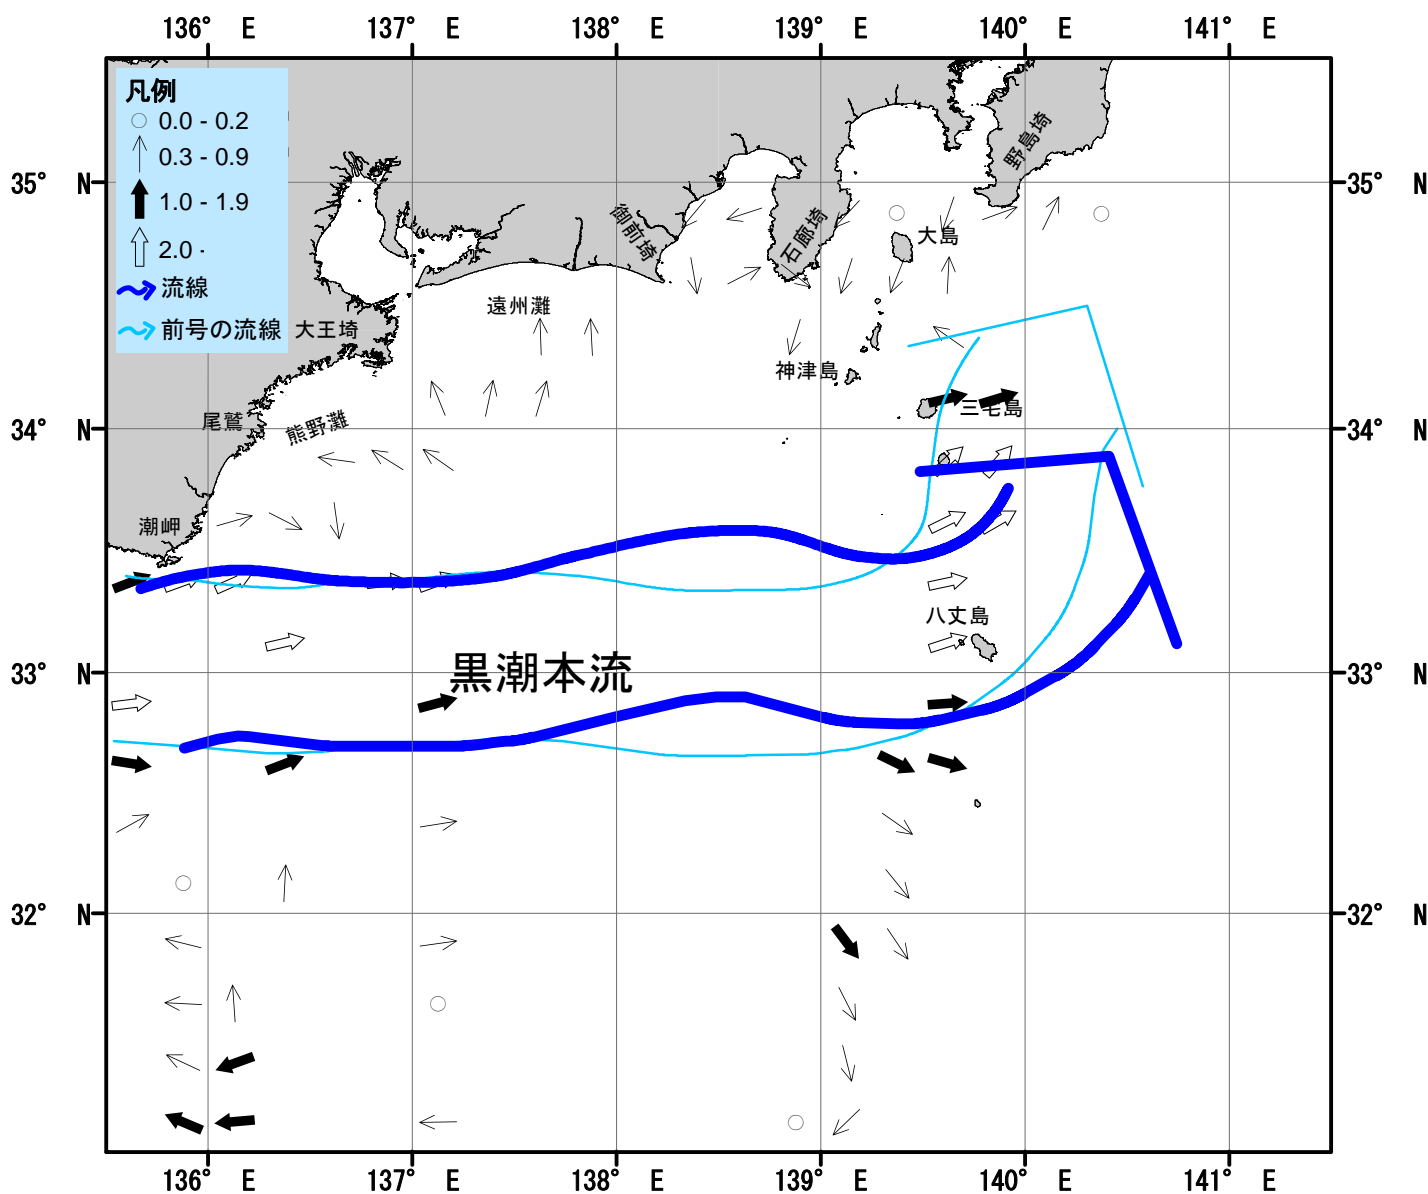 136° E 137° E 138° E 139° E 140° E 141° E
凡例
0.0 - 0.2
0.3 - 0.9
1.0 - 1.9
2.0 -
流線
前号の流線
35° N
35° N
野島埼
御前埼
石廊埼
大島
遠州灘
大王埼
神津島
三宅島
尾鷲
熊野灘
34° N
34° N
潮岬
八丈島
黒潮本流
33° N
33° N
32° N
32° N
136° E 137° E 138° E 139° E 140° E 141° E